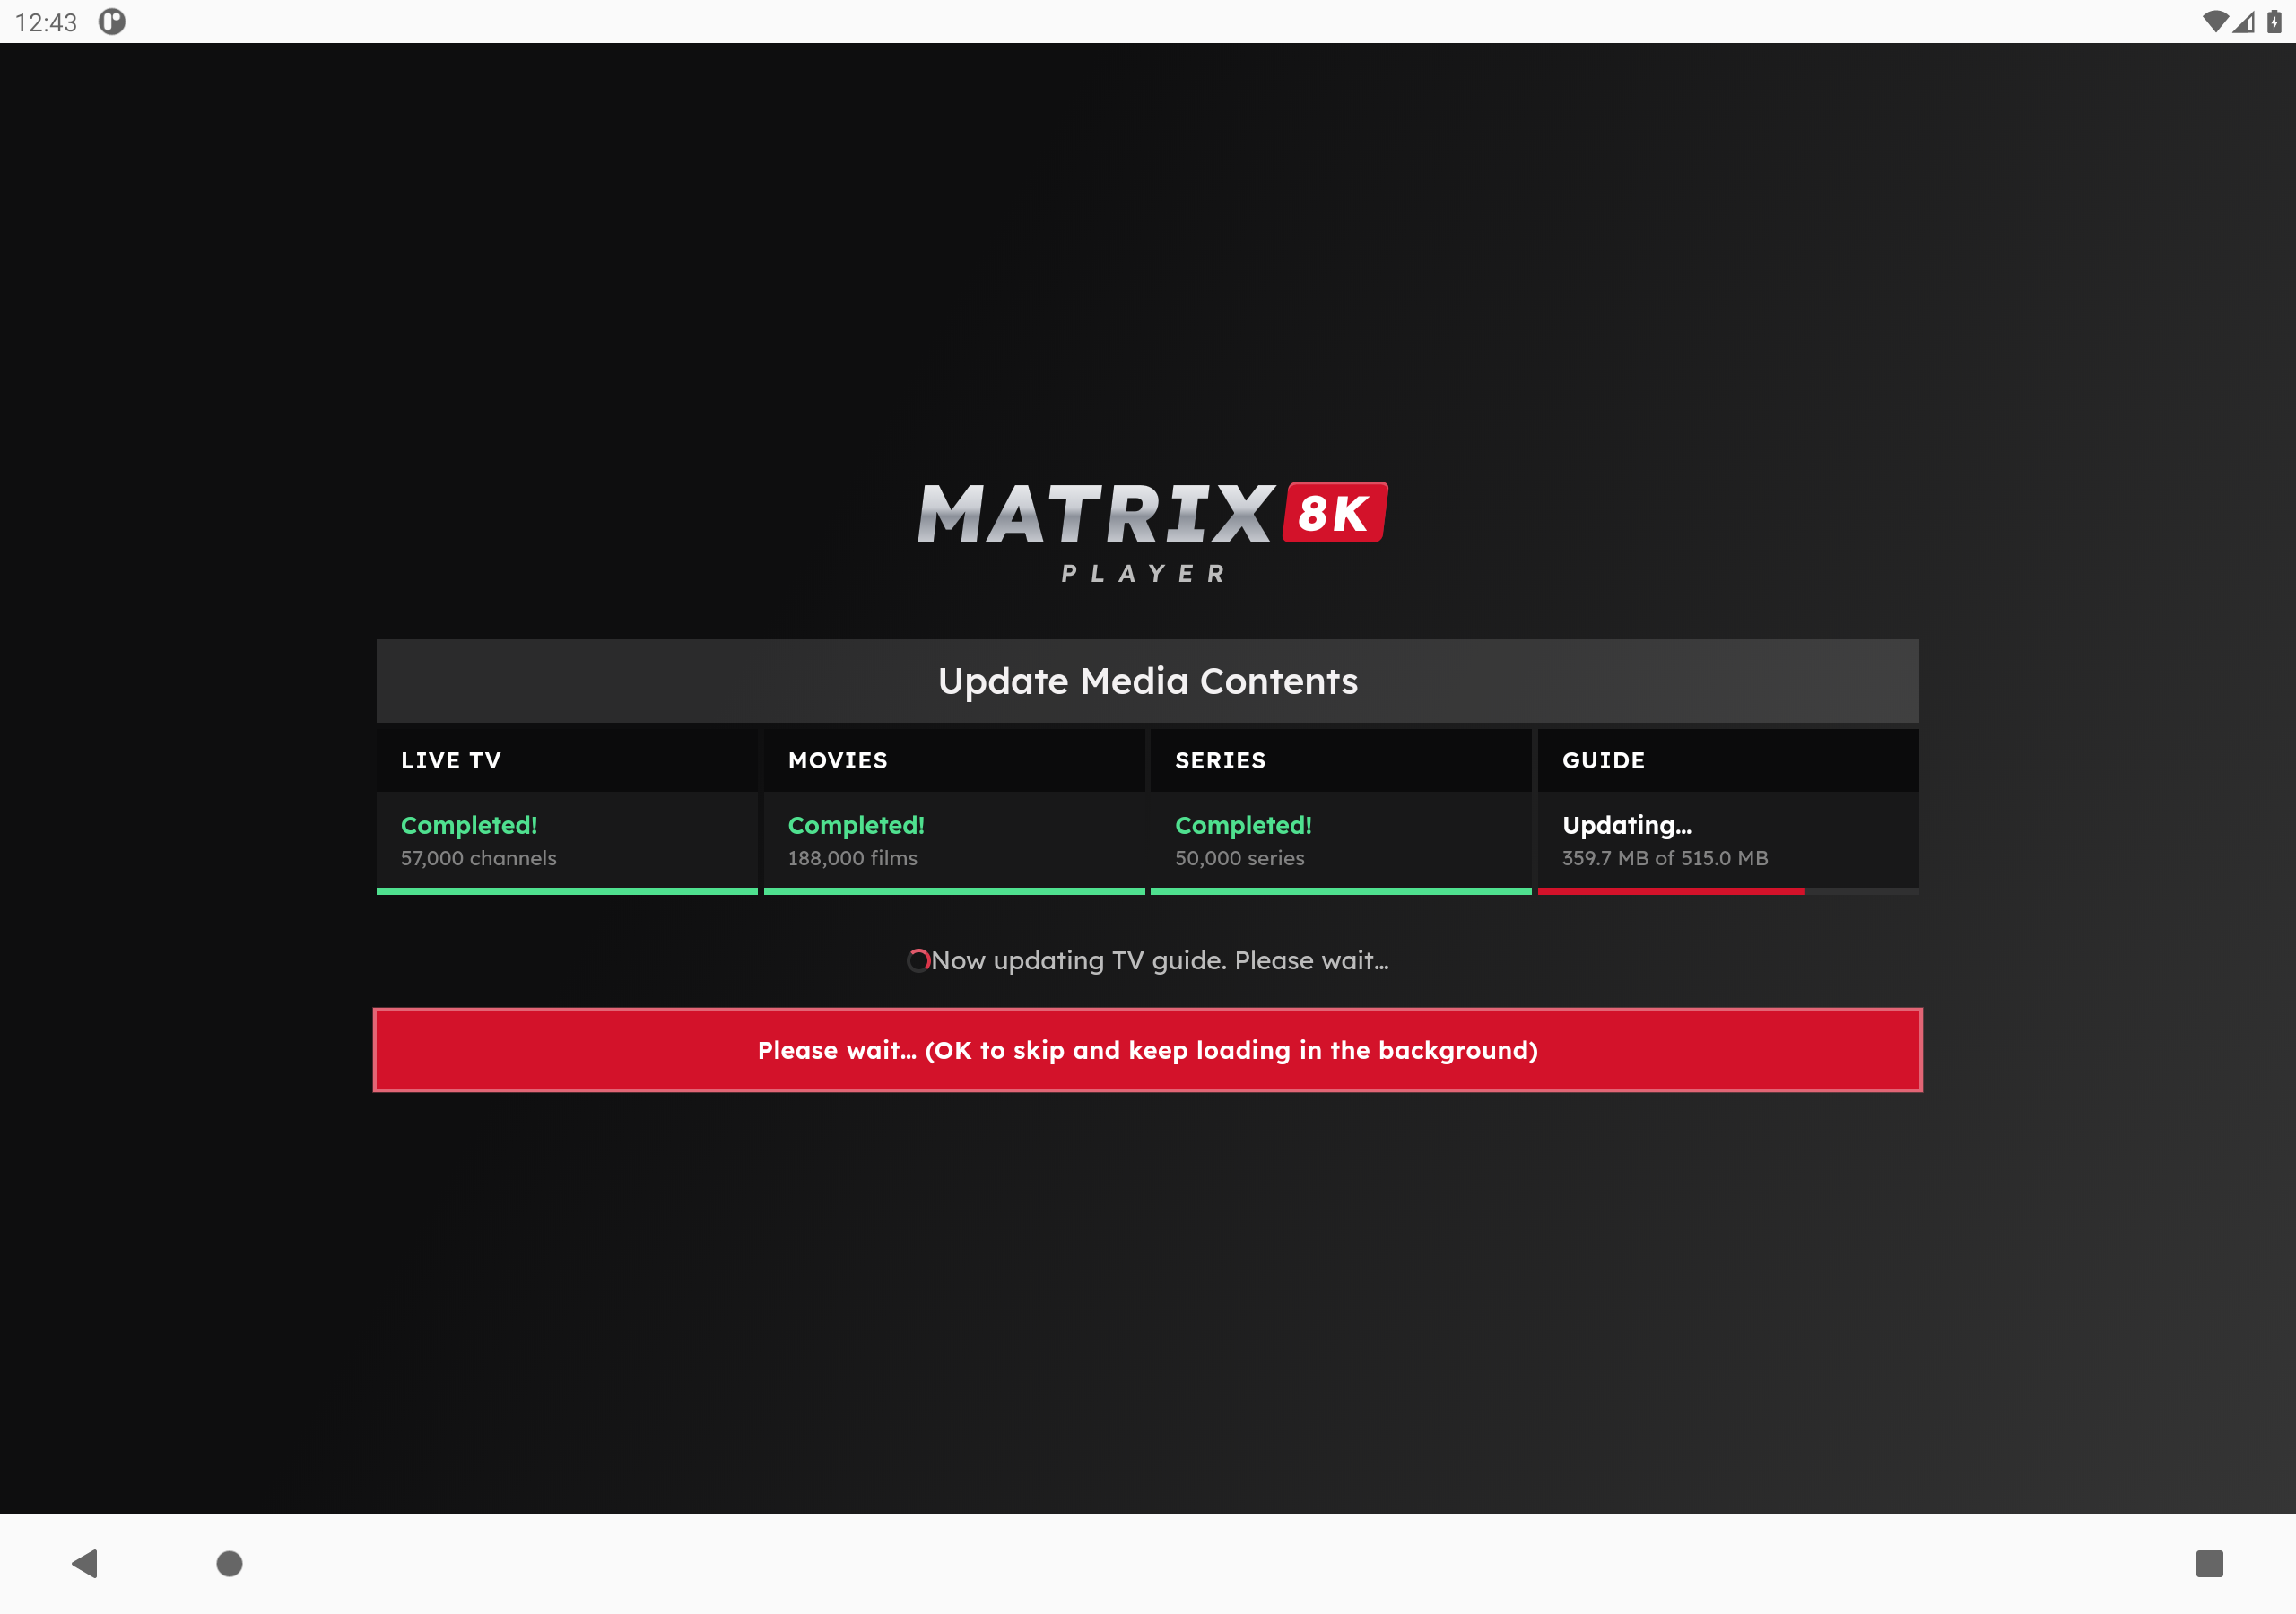 12:43
MATRIX 8K
PLAYER
Update Media Contents
LIVE TV
Completed!
57,000 channels
MOVIES
Completed!
188,000 films
SERIES
Completed!
50,000 series
GUIDE
Updating...
359.7 MB of 515.0 MB
Now updating TV guide. Please wait...
Please wait... (OK to skip and keep loading in the background)